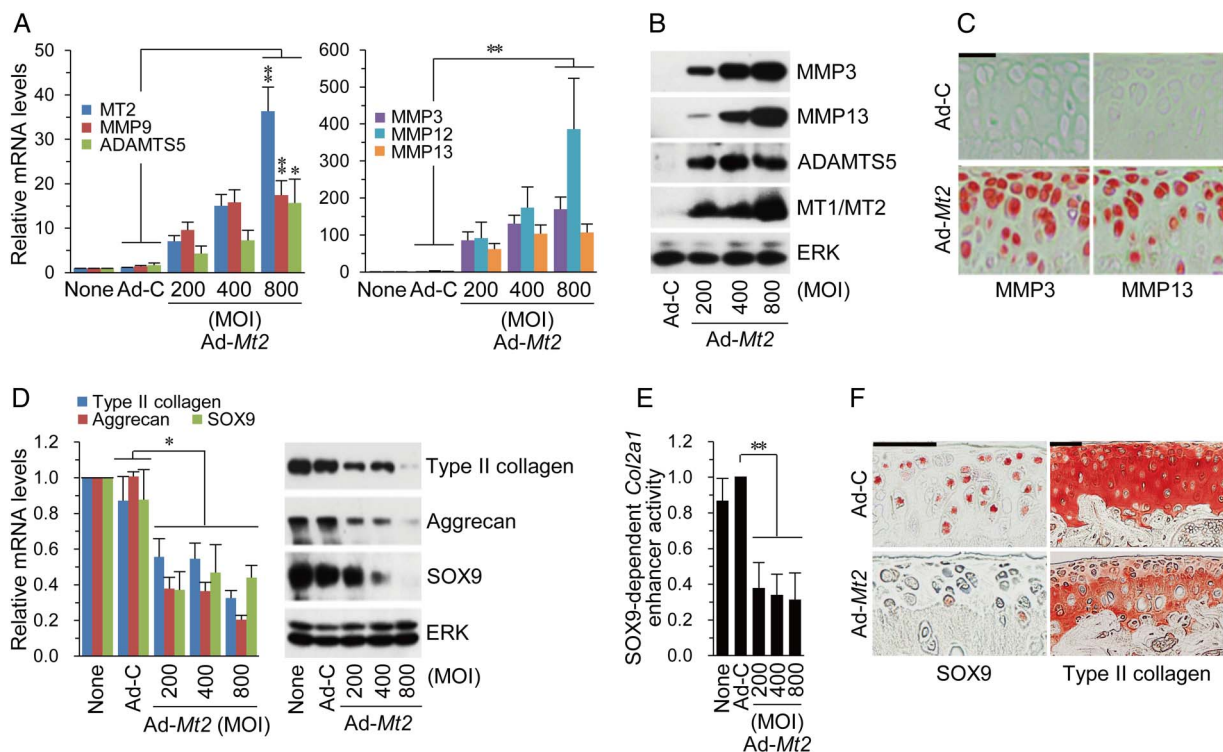 A
Relative mRNA levels
50
40
30
20
10
0
MT2
MMP9
ADAMTS5
**
**
*
None Ad-C 200 400 800
(MOI)
Ad-Mt2
600
500
400
300
200
100
0
**
MMP3
MMP12
MMP13
None Ad-C 200 400 800
(MOI)
Ad-Mt2
B
MMP3
MMP13
ADAMTS5
MT1/MT2
ERK
Ad-C 200 400 800 (MOI)
Ad-Mt2
C
Ad-C
Ad-Mt2
MMP3 MMP13
D
Type II collagen
Aggrecan SOX9
Relative mRNA levels
1.2
1.0
0.8
0.6
0.4
0.2
0.0
*
None Ad-C 200 400 800
Ad-Mt2 (MOI)
Type II collagen
Aggrecan
SOX9
ERK
None Ad-C 200 400 800 (MOI)
Ad-Mt2
E
SOX9-dependent Col2a1
enhancer activity
1.2
1.0
0.8
0.6
0.4
0.2
0.0
**
None Ad-C 200 400 800
(MOI)
Ad-Mt2
F
Ad-C
Ad-Mt2
SOX9 Type II collagen